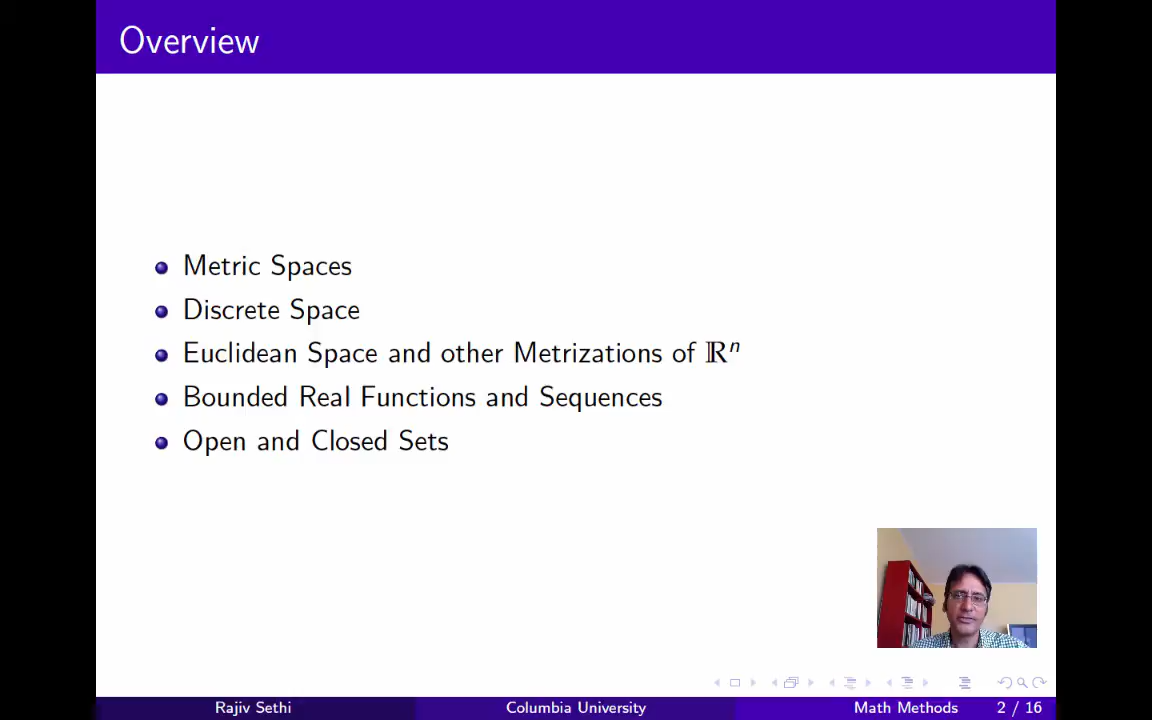 Overview
Metric Spaces
Discrete Space
Euclidean Space and other Metrizations of ℝⁿ
Bounded Real Functions and Sequences
Open and Closed Sets
Rajiv Sethi Columbia University Math Methods 2 / 16